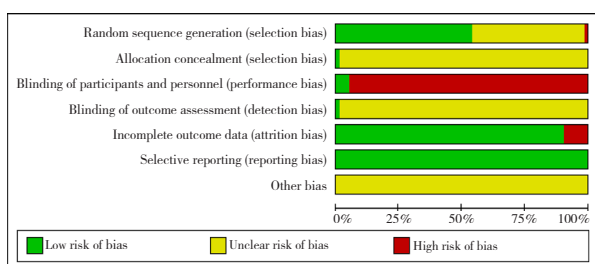 Random sequence generation (selection bias)
Allocation concealment (selection bias)
Blinding of participants and personnel (performance bias)
Blinding of outcome assessment (detection bias)
Incomplete outcome data (attrition bias)
Selective reporting (reporting bias)
Other bias
0% 25% 50% 75% 100%
Low risk of bias Unclear risk of bias High risk of bias